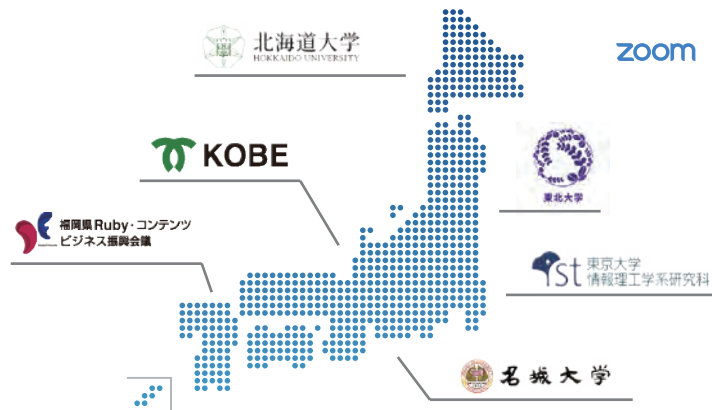 北海道大学
HOKKAIDO UNIVERSITY
zoom
KOBE
東北大学
福岡県Ruby・コンテンツ
ビジネス振興会議
ist 東京大学
情報理工学系研究科
名城大学